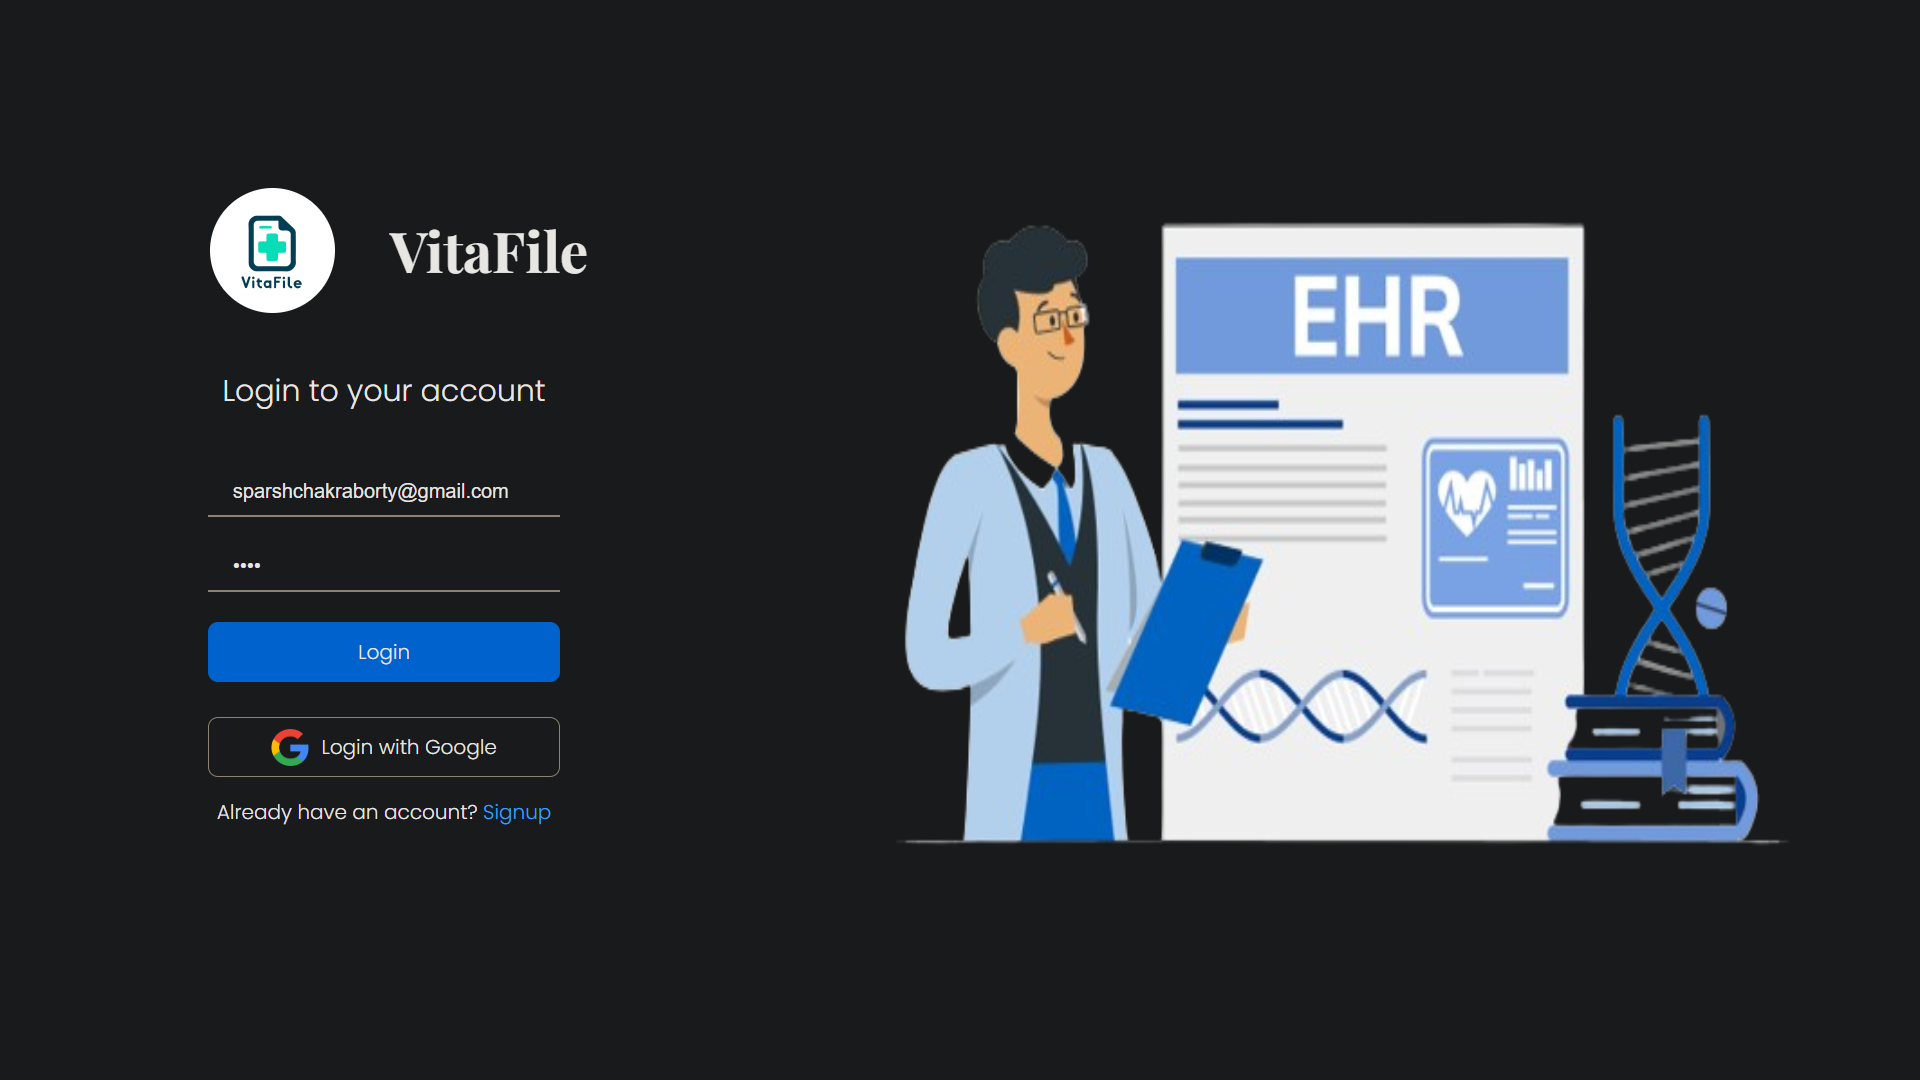 VitaFile
VitaFile
Login to your account
sparshchakraborty@gmail.com
••••
Login
Login with Google
Already have an account? Signup
EHR